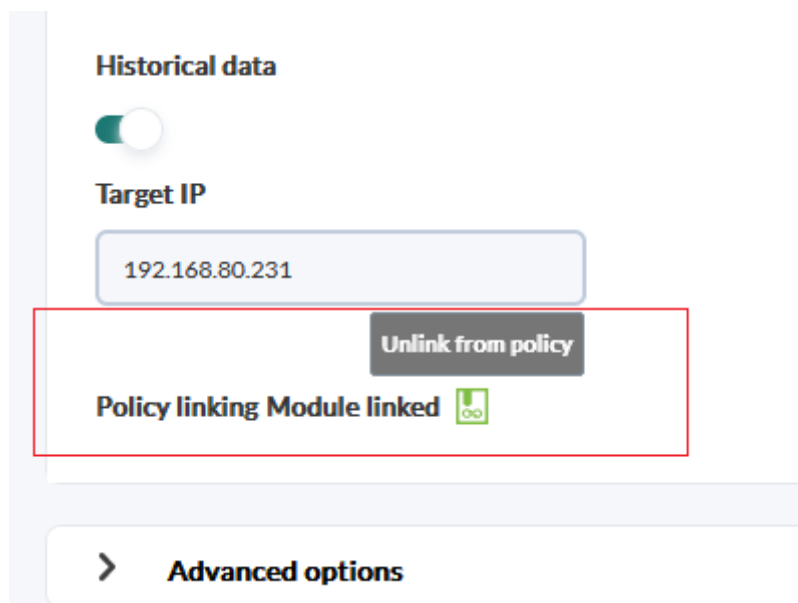 Historical data
Target IP
192.168.80.231
Unlink from policy
Policy linking Module linked
Advanced options